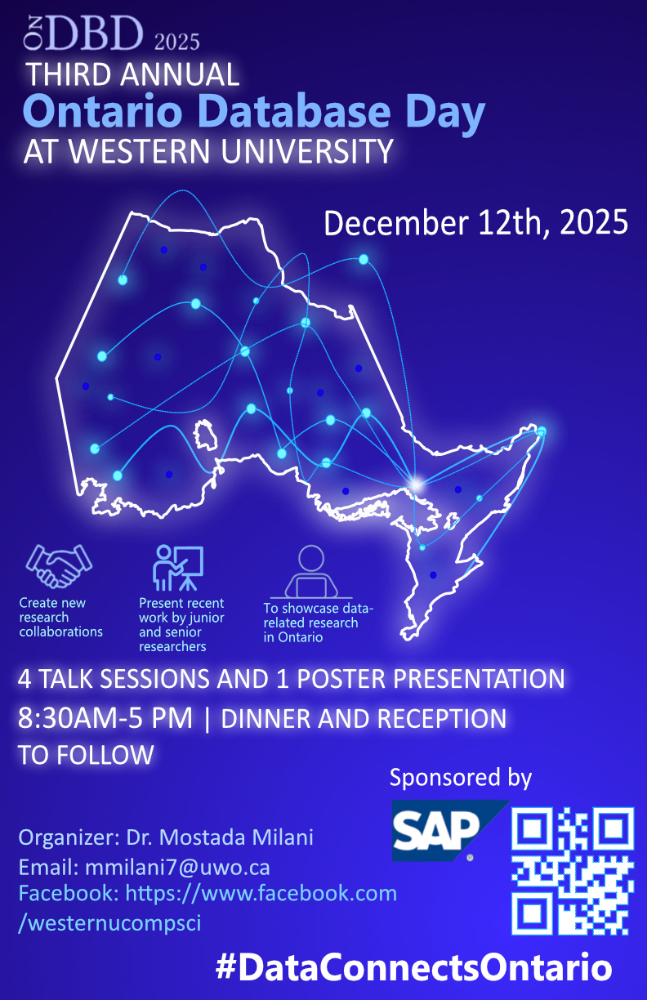 ON DBD 2025
THIRD ANNUAL
Ontario Database Day
AT WESTERN UNIVERSITY
December 12th, 2025
Create new
research
collaborations
Present recent
work by junior
and senior
researchers
To showcase data-
related research
in Ontario
4 TALK SESSIONS AND 1 POSTER PRESENTATION
8:30AM-5 PM | DINNER AND RECEPTION
TO FOLLOW
Sponsored by
SAP ®
Organizer: Dr. Mostada Milani
Email: mmilani7@uwo.ca
Facebook: https://www.facebook.com
/westernucompsci
#DataConnectsOntario